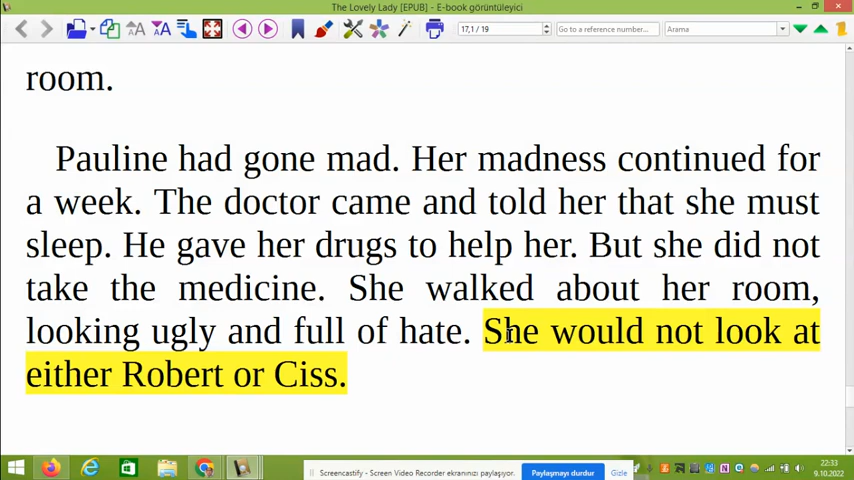 The Lovely Lady [EPUB] - E-book görüntüleyici
17,1 / 19
Go to a reference number...
Arama
room.
Pauline had gone mad. Her madness continued for
a week. The doctor came and told her that she must
sleep. He gave her drugs to help her. But she did not
take the medicine. She walked about her room,
looking ugly and full of hate. She would not look at
either Robert or Ciss.
Screencastify - Screen Video Recorder ekranınızı paylaşıyor.
Paylaşmayı durdur
Gizle
22:33
9.10.2022